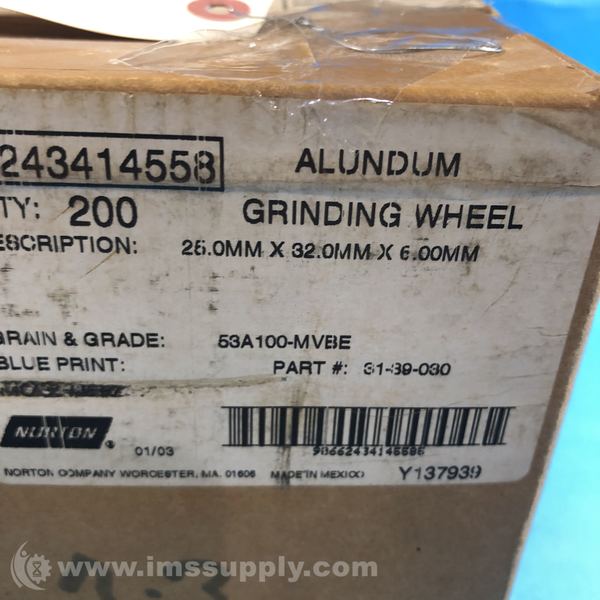 243414558 ALUNDUM
TY: 200 GRINDING WHEEL
ESCRIPTION: 25.0MM X 32.0MM X 6.00MM
GRAIN & GRADE: 53A100-MVBE
BLUE PRINT: PART #: 31-39-030
NORTON ®
01/03
NORTON COMPANY WORCESTER, MA. 01606 MADE IN MEXICO Y137939
www.imssupply.com